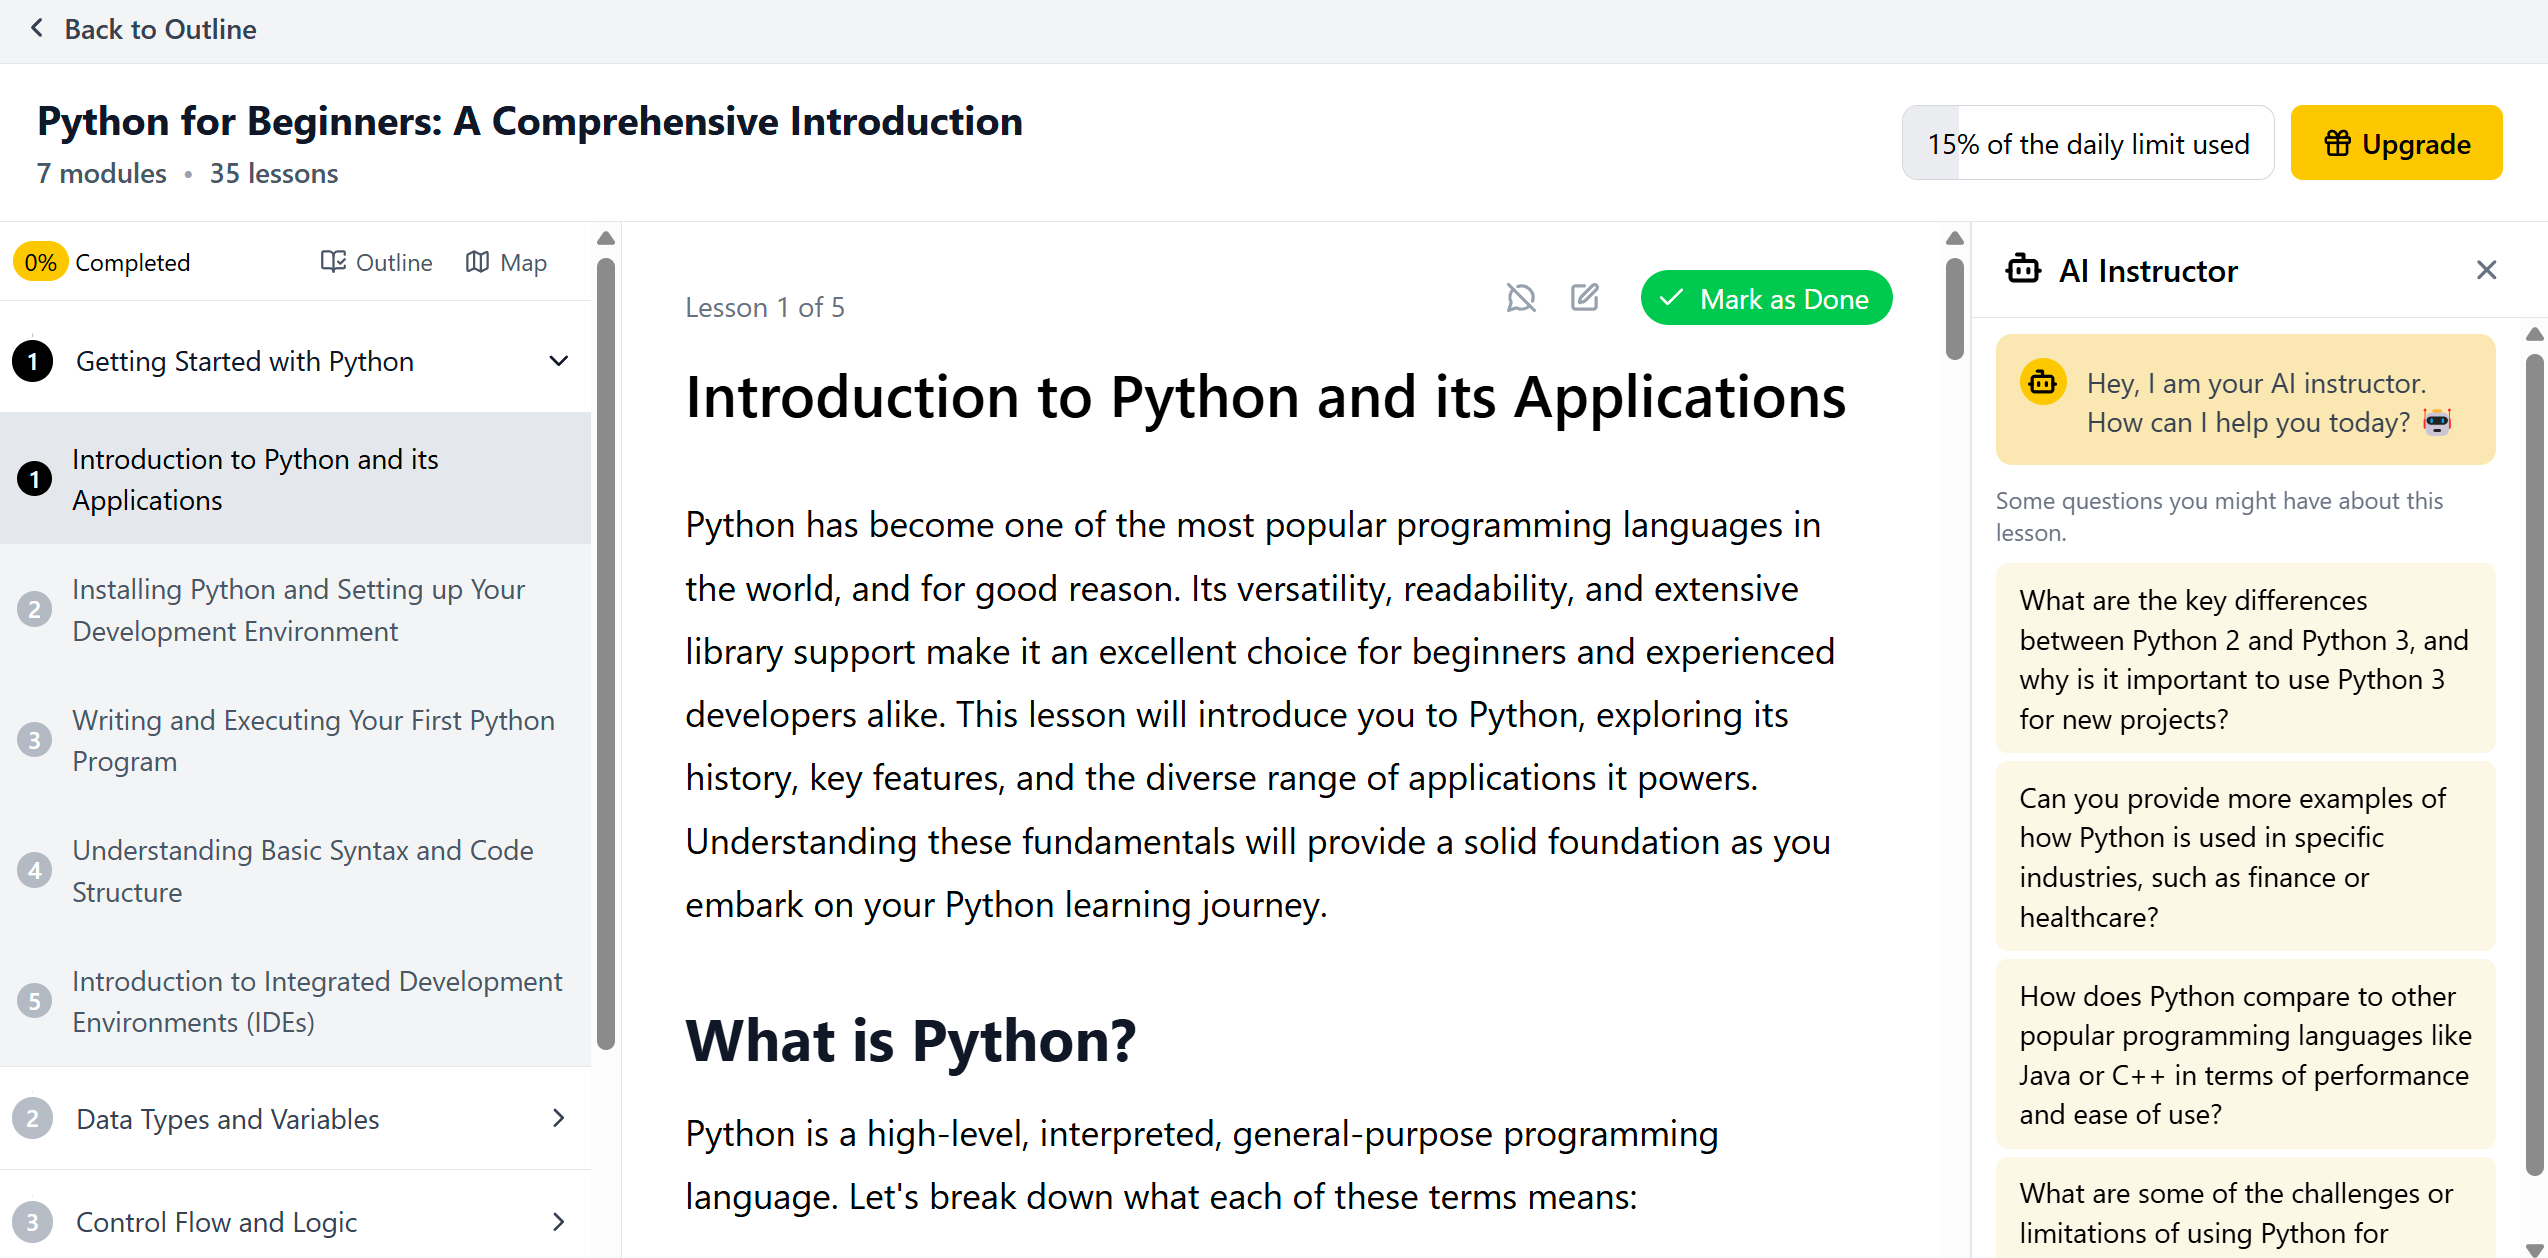 Back to Outline
Python for Beginners: A Comprehensive Introduction
7 modules • 35 lessons
15% of the daily limit used
Upgrade
0% Completed
Outline
Map
1 Getting Started with Python
1 Introduction to Python and its
Applications
2 Installing Python and Setting up Your
Development Environment
3 Writing and Executing Your First Python
Program
4 Understanding Basic Syntax and Code
Structure
5 Introduction to Integrated Development
Environments (IDEs)
2 Data Types and Variables
3 Control Flow and Logic
Lesson 1 of 5
Mark as Done
Introduction to Python and its Applications
Python has become one of the most popular programming languages in
the world, and for good reason. Its versatility, readability, and extensive
library support make it an excellent choice for beginners and experienced
developers alike. This lesson will introduce you to Python, exploring its
history, key features, and the diverse range of applications it powers.
Understanding these fundamentals will provide a solid foundation as you
embark on your Python learning journey.
What is Python?
Python is a high-level, interpreted, general-purpose programming
language. Let's break down what each of these terms means:
AI Instructor
Hey, I am your AI instructor.
How can I help you today? 🤖
Some questions you might have about this
lesson.
What are the key differences
between Python 2 and Python 3, and
why is it important to use Python 3
for new projects?
Can you provide more examples of
how Python is used in specific
industries, such as finance or
healthcare?
How does Python compare to other
popular programming languages like
Java or C++ in terms of performance
and ease of use?
What are some of the challenges or
limitations of using Python for